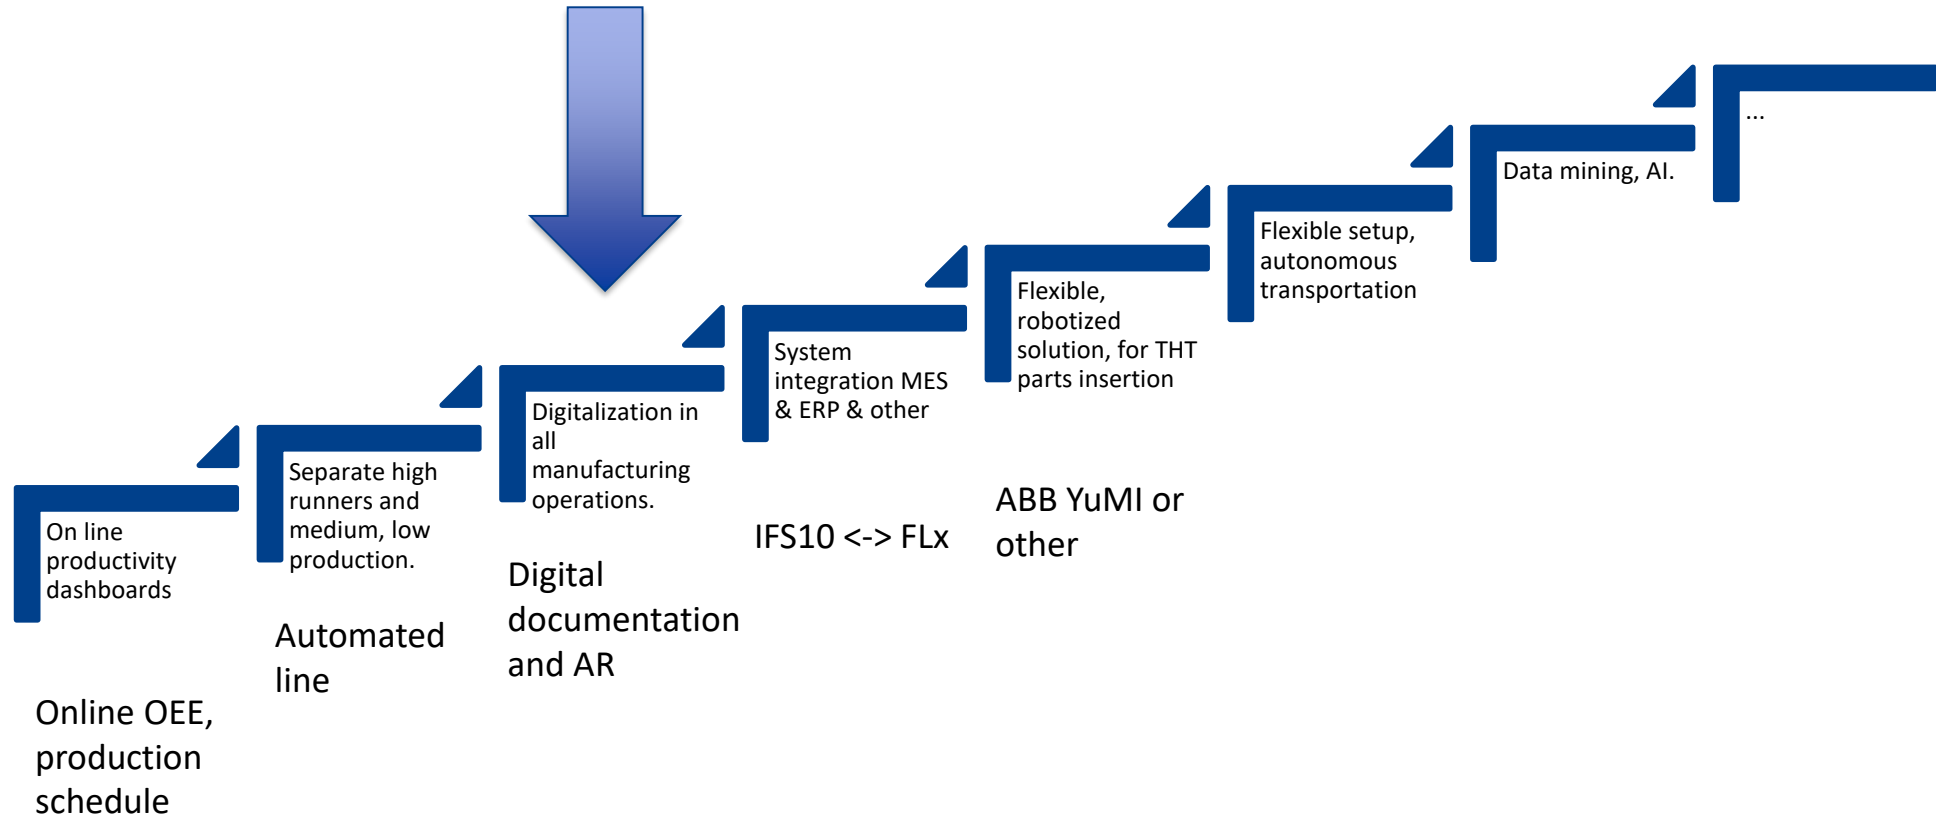 On line
productivity
dashboards
Online OEE,
production
schedule
Separate high
runners and
medium, low
production.
Automated
line
Digitalization in
all
manufacturing
operations.
Digital
documentation
and AR
System
integration MES
& ERP & other
IFS10 <-> FLx
Flexible,
robotized
solution, for THT
parts insertion
ABB YuMI or
other
Flexible setup,
autonomous
transportation
Data mining, AI.
...